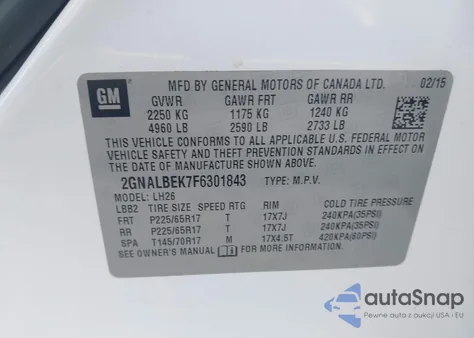 GM
MFD BY GENERAL MOTORS OF CANADA LTD. 02/15
GVWR GAWR FRT GAWR RR
2250 KG 1175 KG 1240 KG
4960 LB 2590 LB 2733 LB
THIS VEHICLE CONFORMS TO ALL APPLICABLE U.S. FEDERAL MOTOR
VEHICLE SAFETY, BUMPER, AND THEFT PREVENTION STANDARDS
IN EFFECT ON THE DATE OF MANUFACTURE SHOWN ABOVE.
2GNALBEK7F6301843 TYPE: M.P.V.
MODEL: LH26
LBB2 TIRE SIZE SPEED RIM COLD TIRE PRESSURE
FRT P225/65R17 T 17X7J 240KPA(35PSI)
RR P225/65R17 T 17X7J 240KPA(35PSI)
SPA T145/70R17 M 17X4.5T 420KPA(60PSI)
SEE OWNER'S MANUAL FOR MORE INFORMATION.
autoSnap
Pewne auta z USA i EU